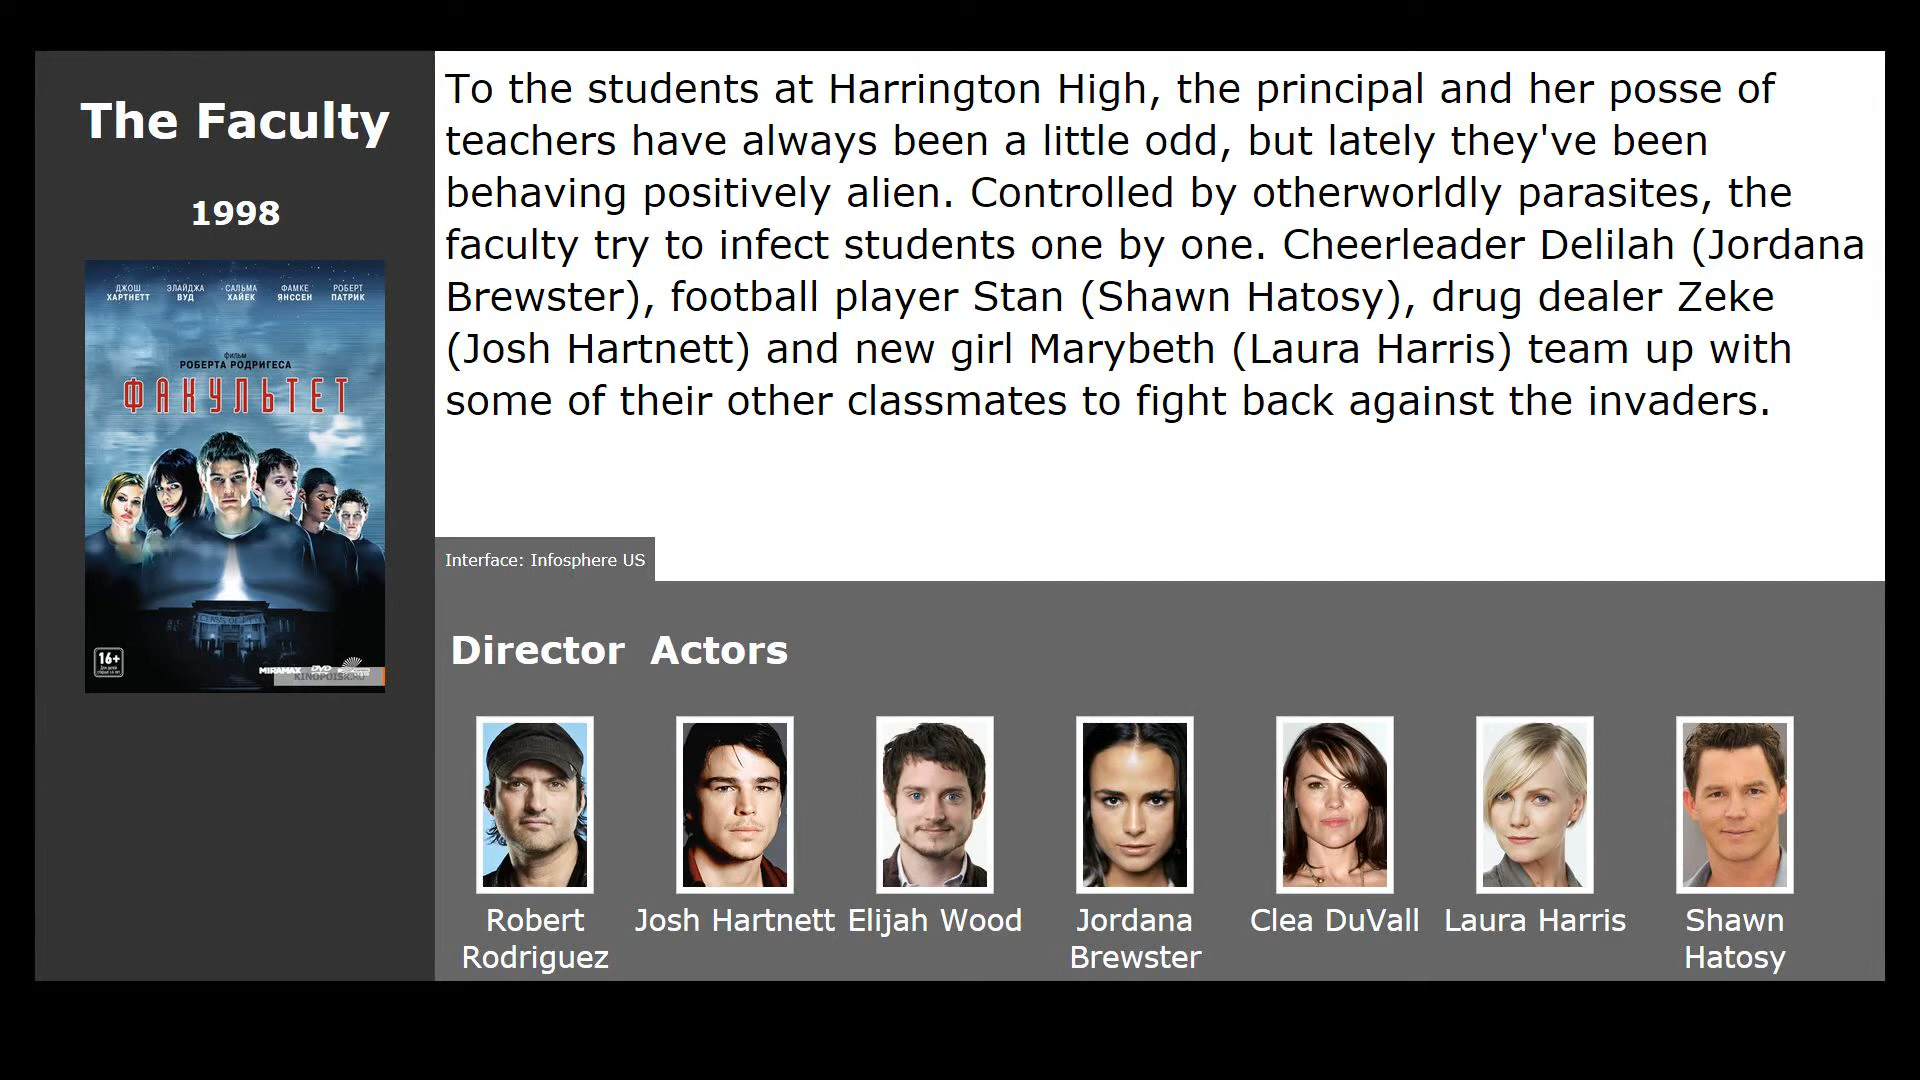 The Faculty
1998
ДЖОШ ХАРТНЕТТ
ЭЛАЙДЖА ВУД
САЛЬМА ХАЙЕК
ФАМКЕ ЯНССЕН
РОБЕРТ ПАТРИК
фильм
РОБЕРТА РОДРИГЕСА
ФАКУЛЬТЕТ
16+
MIRAMAX
DVD
KINOPOISK.RU
To the students at Harrington High, the principal and her posse of
teachers have always been a little odd, but lately they've been
behaving positively alien. Controlled by otherworldly parasites, the
faculty try to infect students one by one. Cheerleader Delilah (Jordana
Brewster), football player Stan (Shawn Hatosy), drug dealer Zeke
(Josh Hartnett) and new girl Marybeth (Laura Harris) team up with
some of their other classmates to fight back against the invaders.
Interface: Infosphere US
Director Actors
Robert Rodriguez
Josh Hartnett
Elijah Wood
Jordana Brewster
Clea DuVall
Laura Harris
Shawn Hatosy